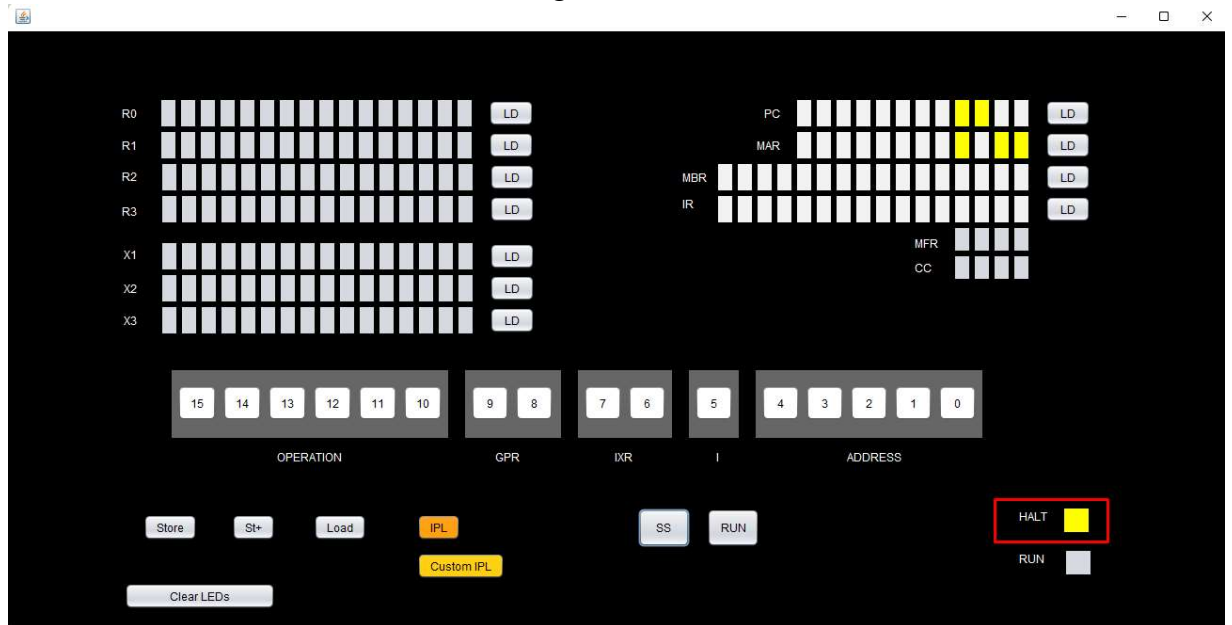 R0 LD PC LD
R1 LD MAR LD
R2 LD MBR LD
R3 LD IR LD
MFR
X1 LD
CC
X2 LD
X3 LD
15 14 13 12 11 10 9 8 7 6 5 4 3 2 1 0
OPERATION GPR IXR I ADDRESS
Store St+ Load IPL SS RUN HALT
Custom IPL RUN
Clear LEDs